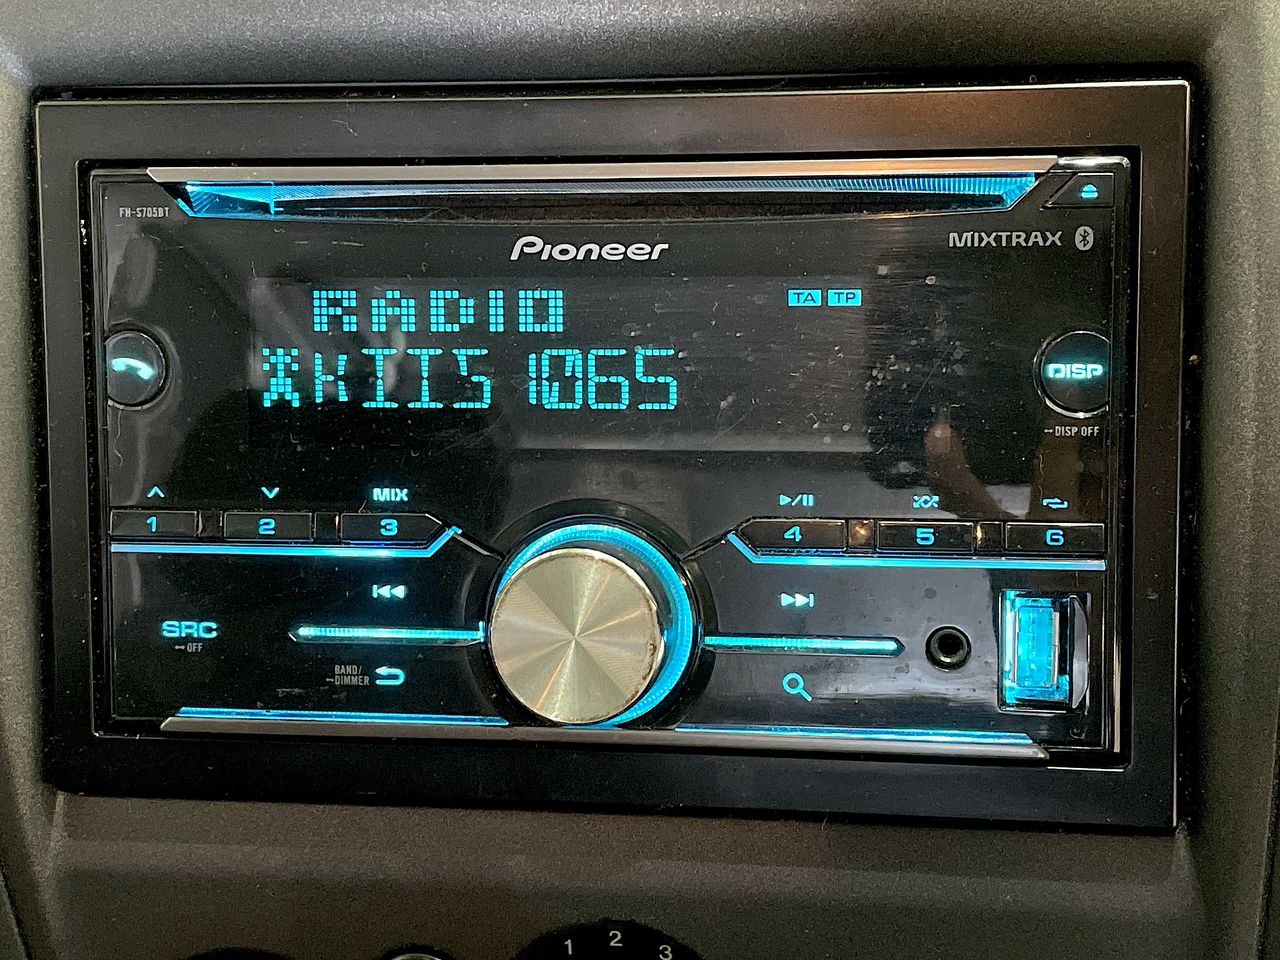 FH-S705BT
Pioneer
MIXTRAX
RADIO
TA TP
KIIS 1065
DISP
DISP OFF
MIX
1 2 3
4 5 6
SRC
OFF
BAND/
DIMMER
1 2 3